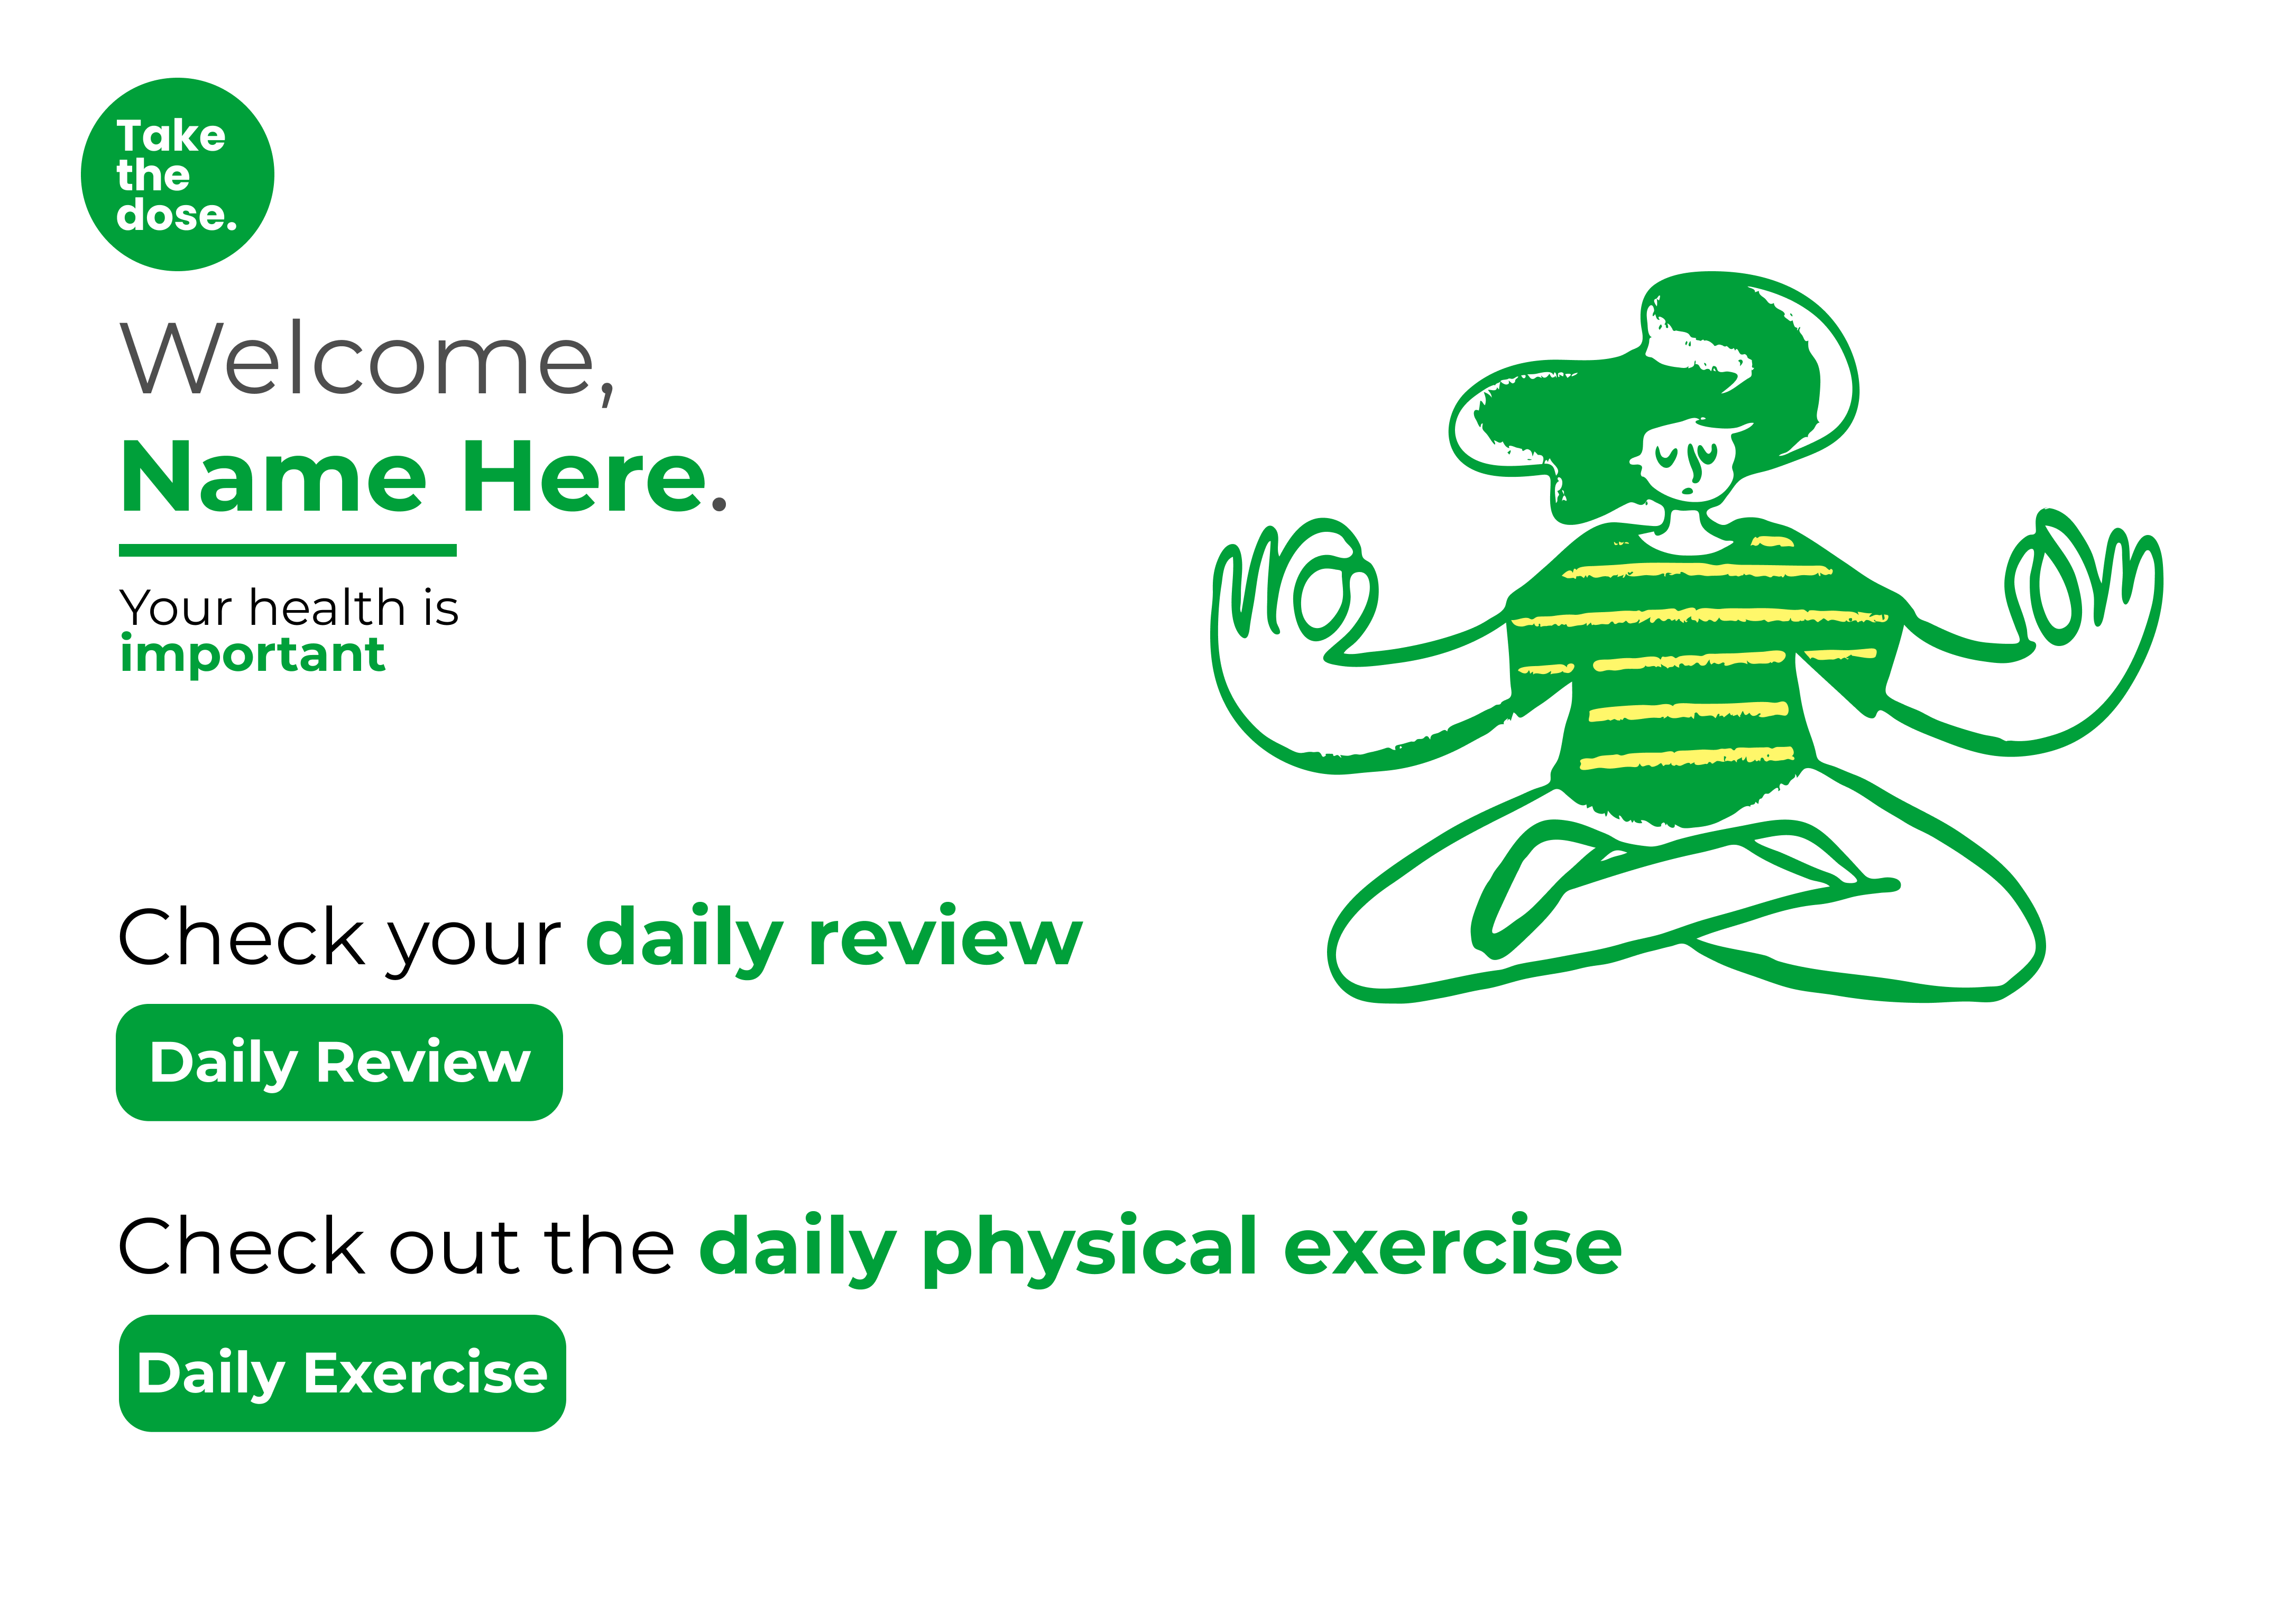 Take
the
dose.
Welcome,
Name Here.
Your health is
important
Check your daily review
Daily Review
Check out the daily physical exercise
Daily Exercise